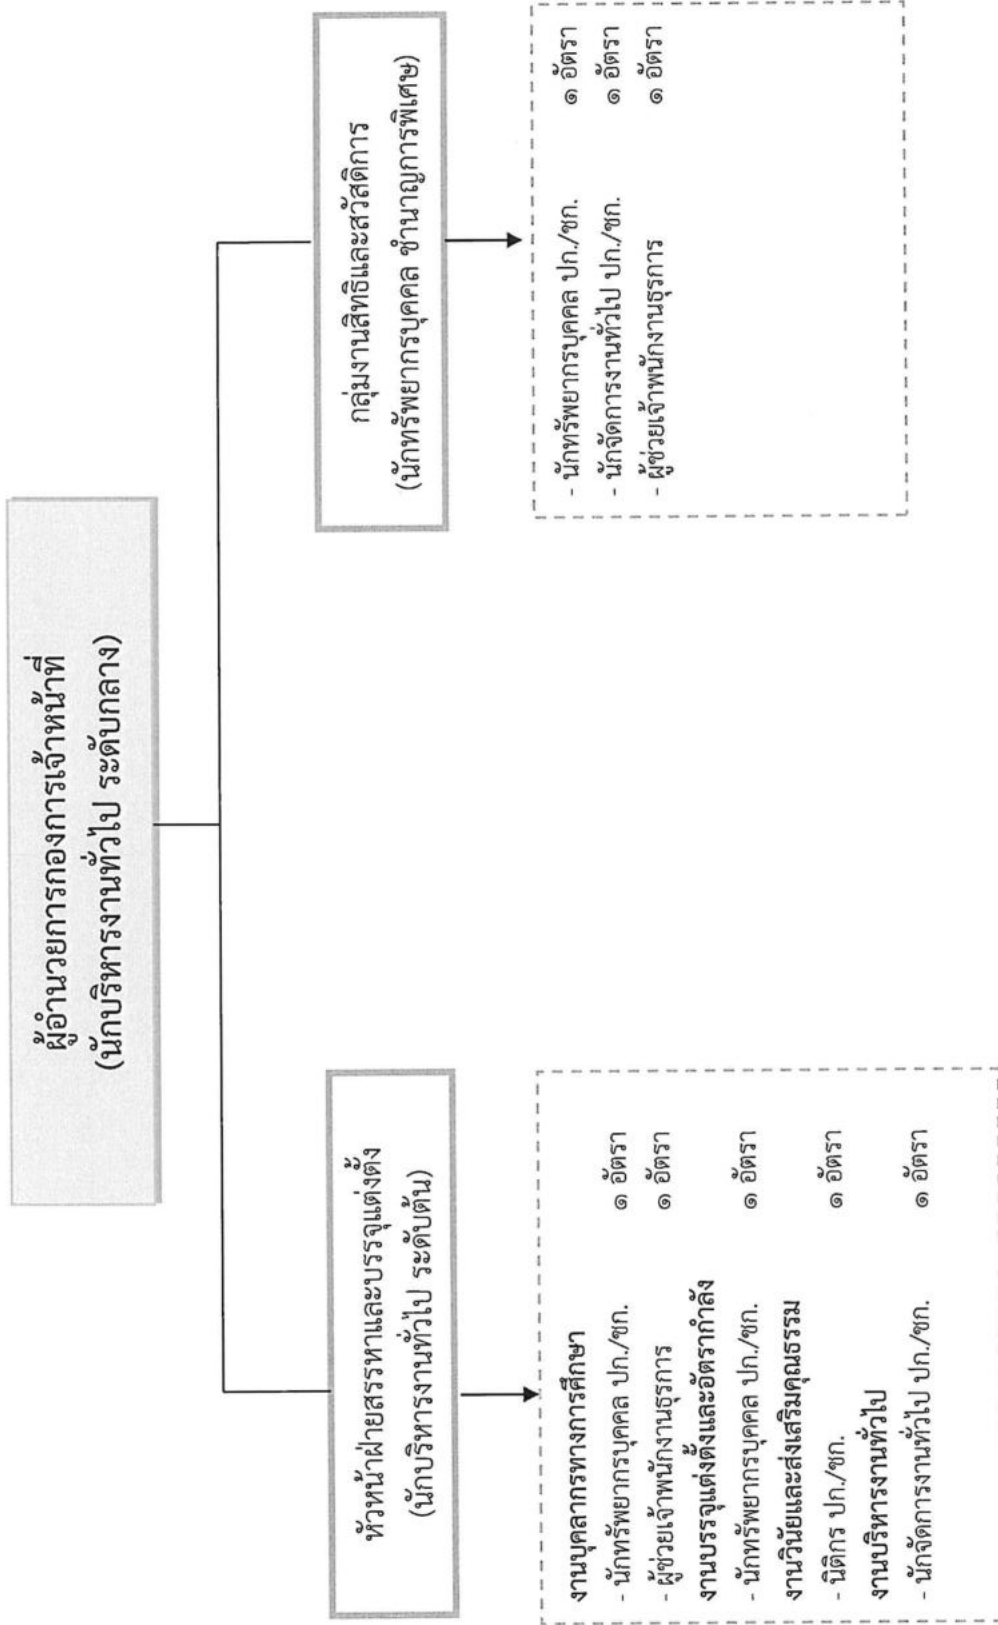 ผู้อำนวยการกองการเจ้าหน้าที่
(นักบริหารงานทั่วไป ระดับกลาง)
หัวหน้าฝ่ายสรรหาและบรรจุแต่งตั้ง
(นักบริหารงานทั่วไป ระดับต้น)
งานบุคลากรทางการศึกษา
- นักทรัพยากรบุคคล ปก./ชก. ๑ อัตรา
- ผู้ช่วยเจ้าพนักงานธุรการ ๑ อัตรา
งานบรรจุแต่งตั้งและอัตรากำลัง
- นักทรัพยากรบุคคล ปก./ชก. ๑ อัตรา
งานวินัยและส่งเสริมคุณธรรม
- นิติกร ปก./ชก. ๑ อัตรา
งานบริหารงานทั่วไป
- นักจัดการงานทั่วไป ปก./ชก. ๑ อัตรา
กลุ่มงานสิทธิและสวัสดิการ
(นักทรัพยากรบุคคล ชำนาญการพิเศษ)
- นักทรัพยากรบุคคล ปก./ชก. ๑ อัตรา
- นักจัดการงานทั่วไป ปก./ชก. ๑ อัตรา
- ผู้ช่วยเจ้าพนักงานธุรการ ๑ อัตรา